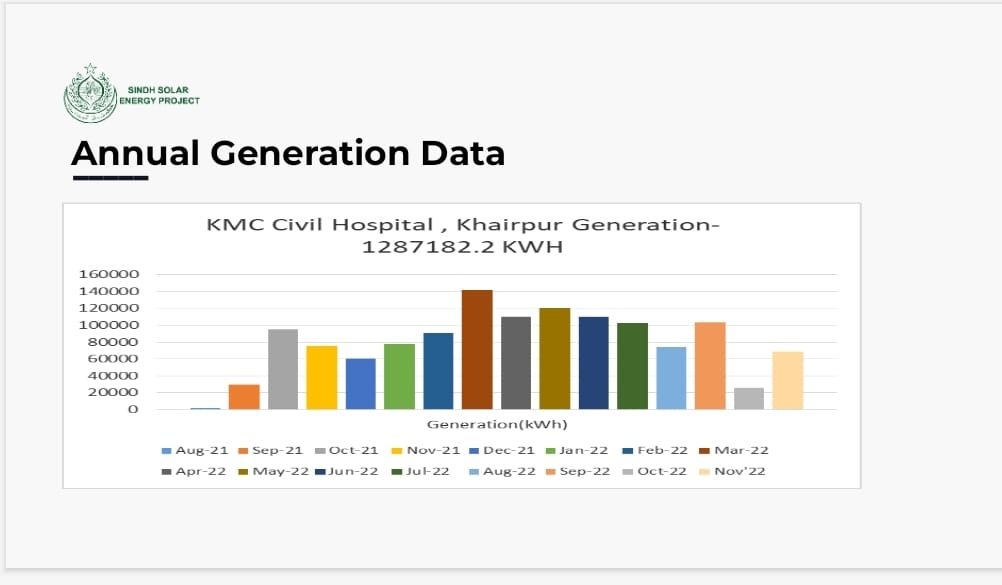 SINDH SOLAR
ENERGY PROJECT
Annual Generation Data
KMC Civil Hospital , Khairpur Generation-
1287182.2 KWH
160000
140000
120000
100000
80000
60000
40000
20000
0
Generation(kWh)
Aug-21 Sep-21 Oct-21 Nov-21 Dec-21 Jan-22 Feb-22 Mar-22
Apr-22 May-22 Jun-22 Jul-22 Aug-22 Sep-22 Oct-22 Nov'22